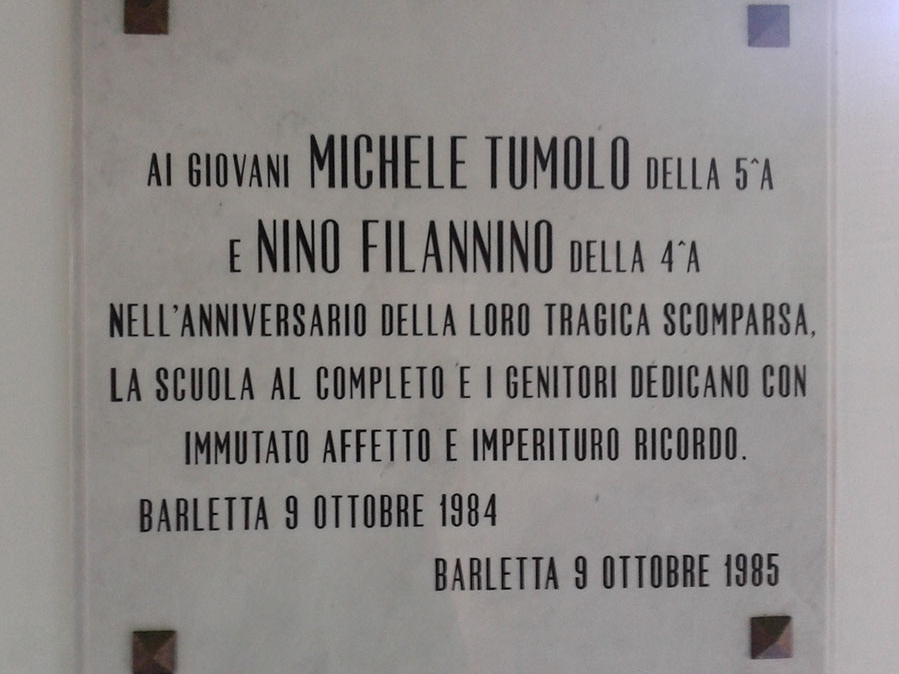 AI GIOVANI MICHELE TUMOLO DELLA 5^A
E NINO FILANNINO DELLA 4^A
NELL'ANNIVERSARIO DELLA LORO TRAGICA SCOMPARSA,
LA SCUOLA AL COMPLETO E I GENITORI DEDICANO CON
IMMUTATO AFFETTO E IMPERITURO RICORDO.
BARLETTA 9 OTTOBRE 1984
BARLETTA 9 OTTOBRE 1985